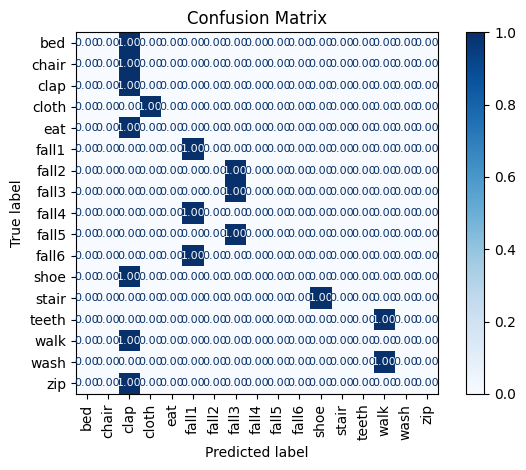 Confusion Matrix
True label
bed 0.00 0.00 1.00 0.00 0.00 0.00 0.00 0.00 0.00 0.00 0.00 0.00 0.00 0.00 0.00 0.00 0.00
chair 0.00 0.00 1.00 0.00 0.00 0.00 0.00 0.00 0.00 0.00 0.00 0.00 0.00 0.00 0.00 0.00 0.00
clap 0.00 0.00 1.00 0.00 0.00 0.00 0.00 0.00 0.00 0.00 0.00 0.00 0.00 0.00 0.00 0.00 0.00
cloth 0.00 0.00 0.00 1.00 0.00 0.00 0.00 0.00 0.00 0.00 0.00 0.00 0.00 0.00 0.00 0.00 0.00
eat 0.00 0.00 1.00 0.00 0.00 0.00 0.00 0.00 0.00 0.00 0.00 0.00 0.00 0.00 0.00 0.00 0.00
fall1 0.00 0.00 0.00 0.00 0.00 1.00 0.00 0.00 0.00 0.00 0.00 0.00 0.00 0.00 0.00 0.00 0.00
fall2 0.00 0.00 0.00 0.00 0.00 0.00 0.00 1.00 0.00 0.00 0.00 0.00 0.00 0.00 0.00 0.00 0.00
fall3 0.00 0.00 0.00 0.00 0.00 0.00 0.00 1.00 0.00 0.00 0.00 0.00 0.00 0.00 0.00 0.00 0.00
fall4 0.00 0.00 0.00 0.00 0.00 1.00 0.00 0.00 0.00 0.00 0.00 0.00 0.00 0.00 0.00 0.00 0.00
fall5 0.00 0.00 0.00 0.00 0.00 0.00 0.00 1.00 0.00 0.00 0.00 0.00 0.00 0.00 0.00 0.00 0.00
fall6 0.00 0.00 0.00 0.00 0.00 1.00 0.00 0.00 0.00 0.00 0.00 0.00 0.00 0.00 0.00 0.00 0.00
shoe 0.00 0.00 1.00 0.00 0.00 0.00 0.00 0.00 0.00 0.00 0.00 0.00 0.00 0.00 0.00 0.00 0.00
stair 0.00 0.00 0.00 0.00 0.00 0.00 0.00 0.00 0.00 0.00 0.00 1.00 0.00 0.00 0.00 0.00 0.00
teeth 0.00 0.00 0.00 0.00 0.00 0.00 0.00 0.00 0.00 0.00 0.00 0.00 0.00 0.00 1.00 0.00 0.00
walk 0.00 0.00 1.00 0.00 0.00 0.00 0.00 0.00 0.00 0.00 0.00 0.00 0.00 0.00 0.00 0.00 0.00
wash 0.00 0.00 0.00 0.00 0.00 0.00 0.00 0.00 0.00 0.00 0.00 0.00 0.00 0.00 1.00 0.00 0.00
zip 0.00 0.00 1.00 0.00 0.00 0.00 0.00 0.00 0.00 0.00 0.00 0.00 0.00 0.00 0.00 0.00 0.00
bed chair clap cloth eat fall1 fall2 fall3 fall4 fall5 fall6 shoe stair teeth walk wash zip
Predicted label
1.0
0.8
0.6
0.4
0.2
0.0